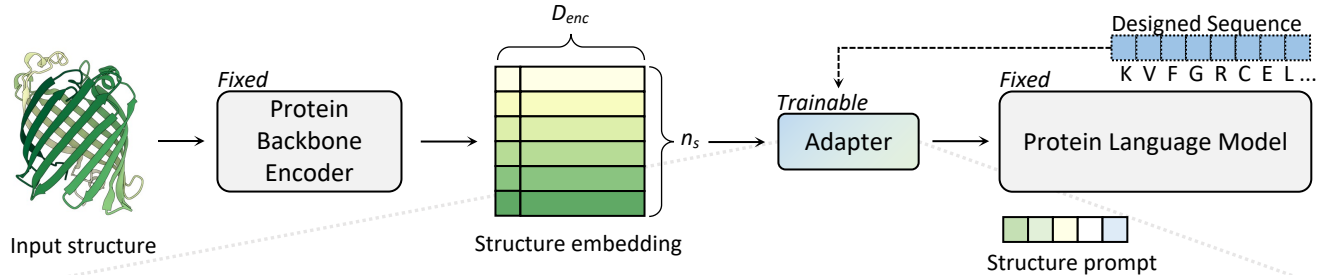 D_enc
Designed Sequence
K V F G R C E L ...
Fixed
Protein
Backbone
Encoder
n_s
Trainable
Adapter
Fixed
Protein Language Model
Input structure
Structure embedding
Structure prompt